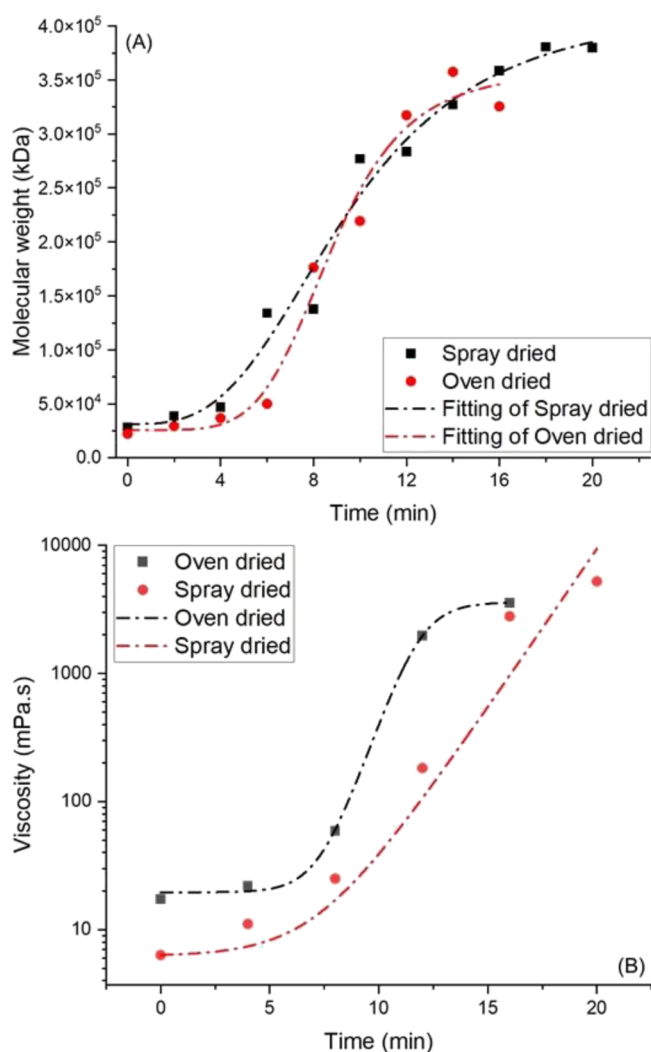 (A)
4.0×10⁵
3.5×10⁵
3.0×10⁵
2.5×10⁵
2.0×10⁵
1.5×10⁵
1.0×10⁵
5.0×10⁴
0.0
Molecular weight (kDa)
Spray dried
Oven dried
Fitting of Spray dried
Fitting of Oven dried
0 4 8 12 16 20
Time (min)
10000
1000
100
10
Viscosity (mPa.s)
Oven dried
Spray dried
Oven dried
Spray dried
(B)
0 5 10 15 20
Time (min)